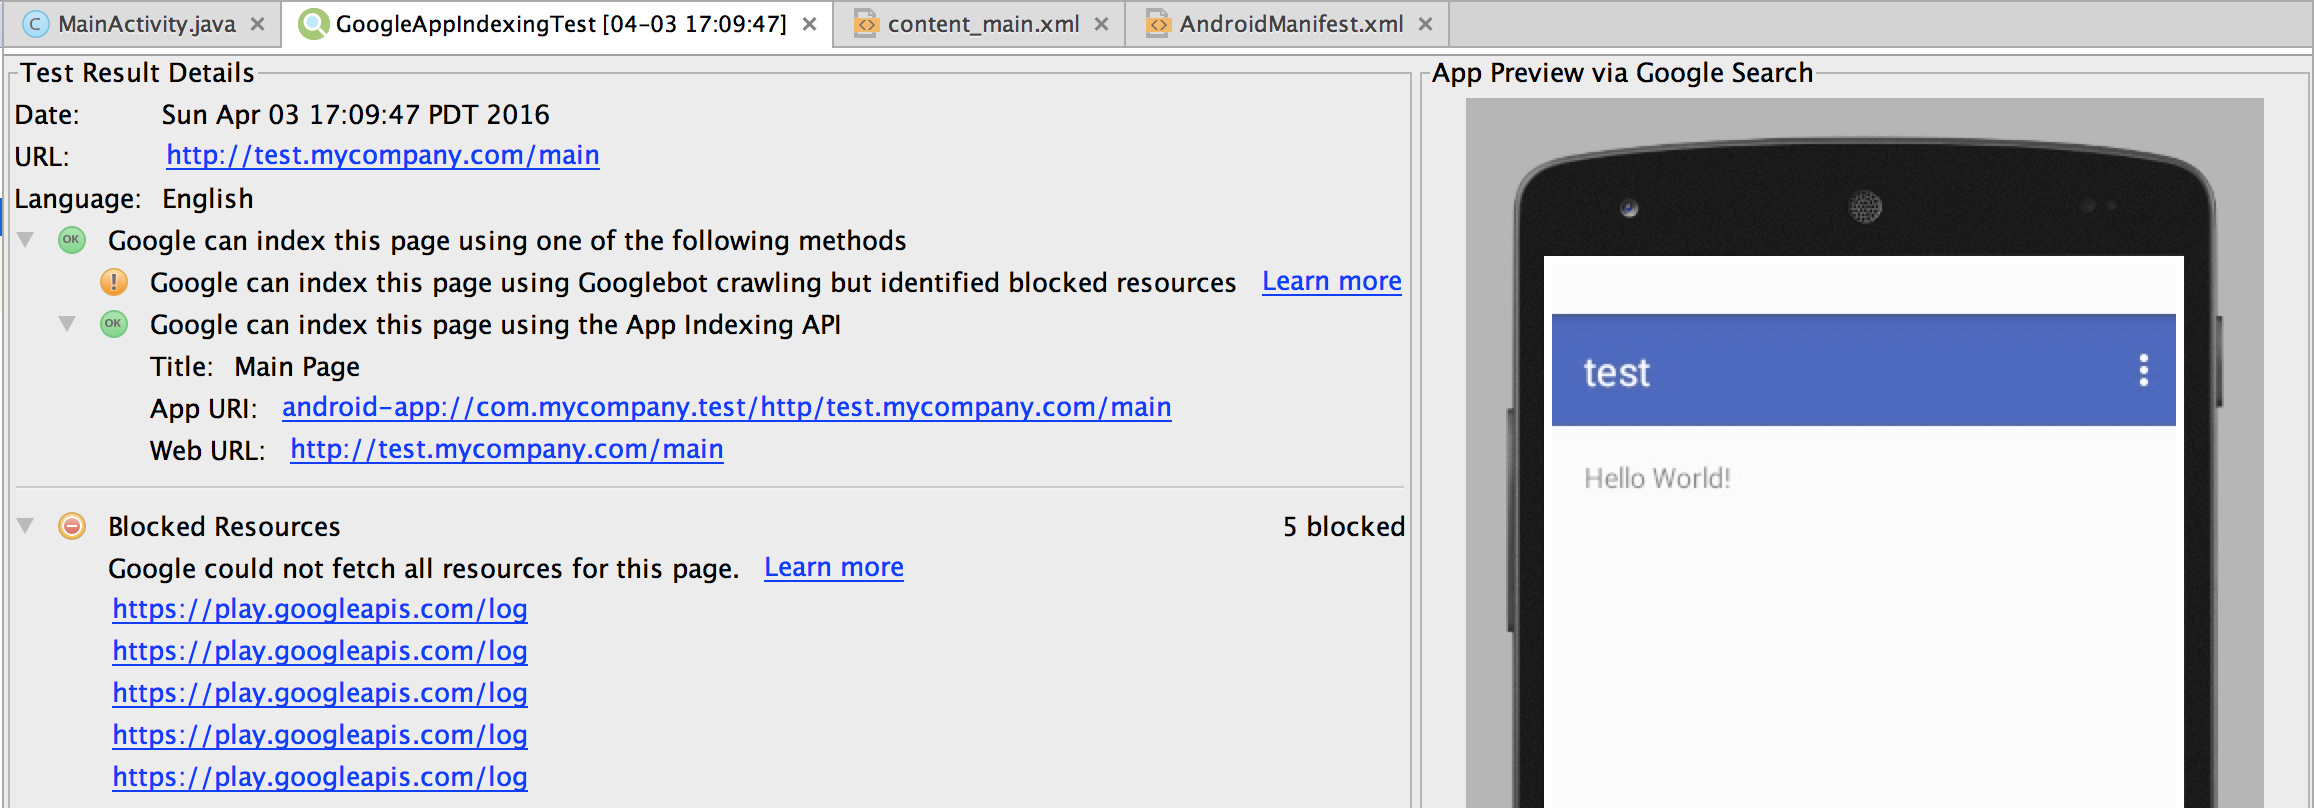 MainActivity.java GoogleAppIndexingTest [04-03 17:09:47] content_main.xml AndroidManifest.xml
Test Result Details
Date: Sun Apr 03 17:09:47 PDT 2016
URL: http://test.mycompany.com/main
Language: English
OK Google can index this page using one of the following methods
! Google can index this page using Googlebot crawling but identified blocked resources Learn more
OK Google can index this page using the App Indexing API
Title: Main Page
App URI: android-app://com.mycompany.test/http/test.mycompany.com/main
Web URL: http://test.mycompany.com/main
Blocked Resources 5 blocked
Google could not fetch all resources for this page. Learn more
https://play.googleapis.com/log
https://play.googleapis.com/log
https://play.googleapis.com/log
https://play.googleapis.com/log
https://play.googleapis.com/log
App Preview via Google Search
test
Hello World!